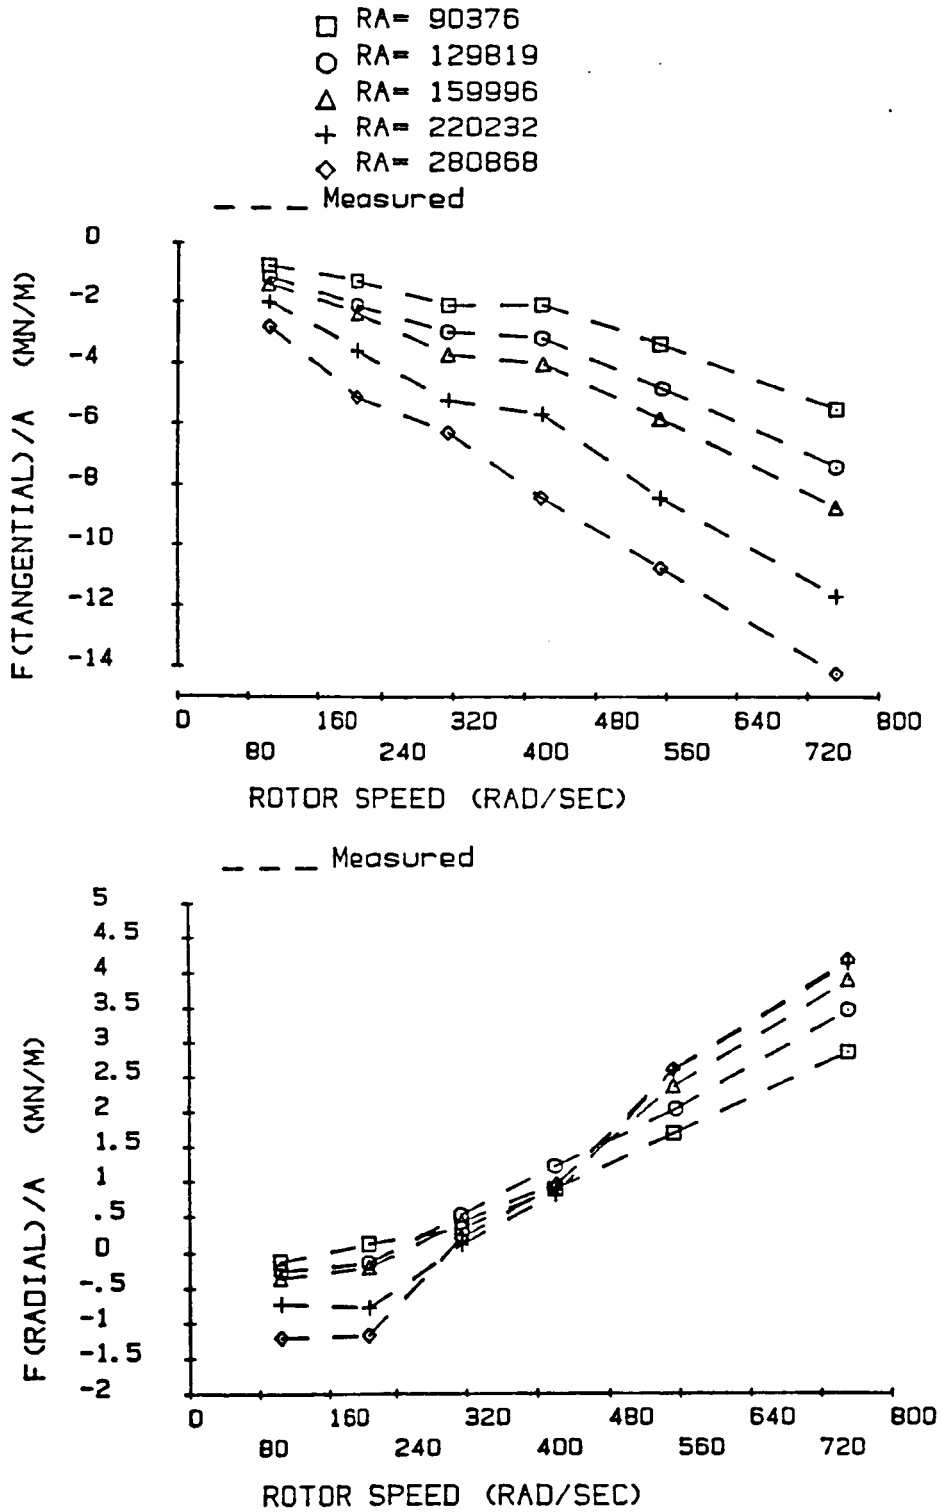 RA= 90376
RA= 129819
RA= 159996
RA= 220232
RA= 280868
Measured
F(TANGENTIAL)/A (MN/M)
0
-2
-4
-6
-8
-10
-12
-14
0 160 320 480 640 800
80 240 400 560 720
ROTOR SPEED (RAD/SEC)
Measured
F(RADIAL)/A (MN/M)
5
4.5
4
3.5
3
2.5
2
1.5
1
.5
0
-.5
-1
-1.5
-2
0 160 320 480 640 800
80 240 400 560 720
ROTOR SPEED (RAD/SEC)